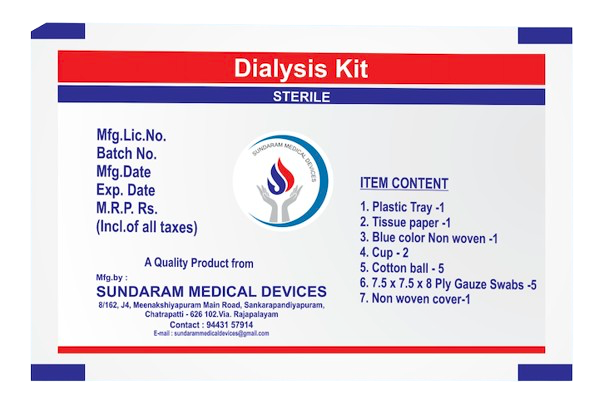 Dialysis Kit
STERILE
Mfg.Lic.No.
Batch No.
Mfg.Date
Exp. Date
M.R.P. Rs.
(Incl.of all taxes)
SUNDARAM MEDICAL DEVICES
A Quality Product from
Mfg.by :
SUNDARAM MEDICAL DEVICES
8/162, J4, Meenakshiyapuram Main Road, Sankarapandiyapuram,
Chatrapatti - 626 102.Via. Rajapalayam
Contact : 94431 57914
E-mail : sundarammedicaldevices@gmail.com
ITEM CONTENT
1. Plastic Tray -1
2. Tissue paper -1
3. Blue color Non woven -1
4. Cup - 2
5. Cotton ball - 5
6. 7.5 x 7.5 x 8 Ply Gauze Swabs -5
7. Non woven cover-1